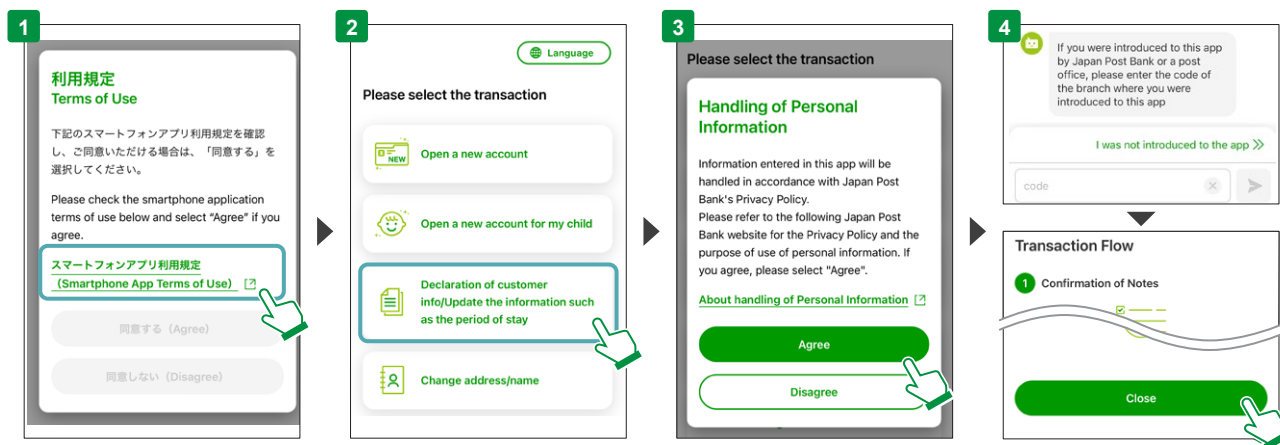 1
利用規定
Terms of Use
下記のスマートフォンアプリ利用規定を確認
し、ご同意いただける場合は、「同意する」を
選択してください。
Please check the smartphone application
terms of use below and select “Agree” if you
agree.
スマートフォンアプリ利用規定
（Smartphone App Terms of Use）
同意する（Agree）
同意しない（Disagree）
2
Language
Please select the transaction
NEW
Open a new account
Open a new account for my child
Declaration of customer
info/Update the information such
as the period of stay
Change address/name
3
Please select the transaction
Handling of Personal
Information
Information entered in this app will be
handled in accordance with Japan Post
Bank's Privacy Policy.
Please refer to the following Japan Post
Bank website for the Privacy Policy and the
purpose of use of personal information. If
you agree, please select "Agree".
About handling of Personal Information
Agree
Disagree
4
If you were introduced to this app
by Japan Post Bank or a post
office, please enter the code of
the branch where you were
introduced to this app
I was not introduced to the app
code
Transaction Flow
1 Confirmation of Notes
Close